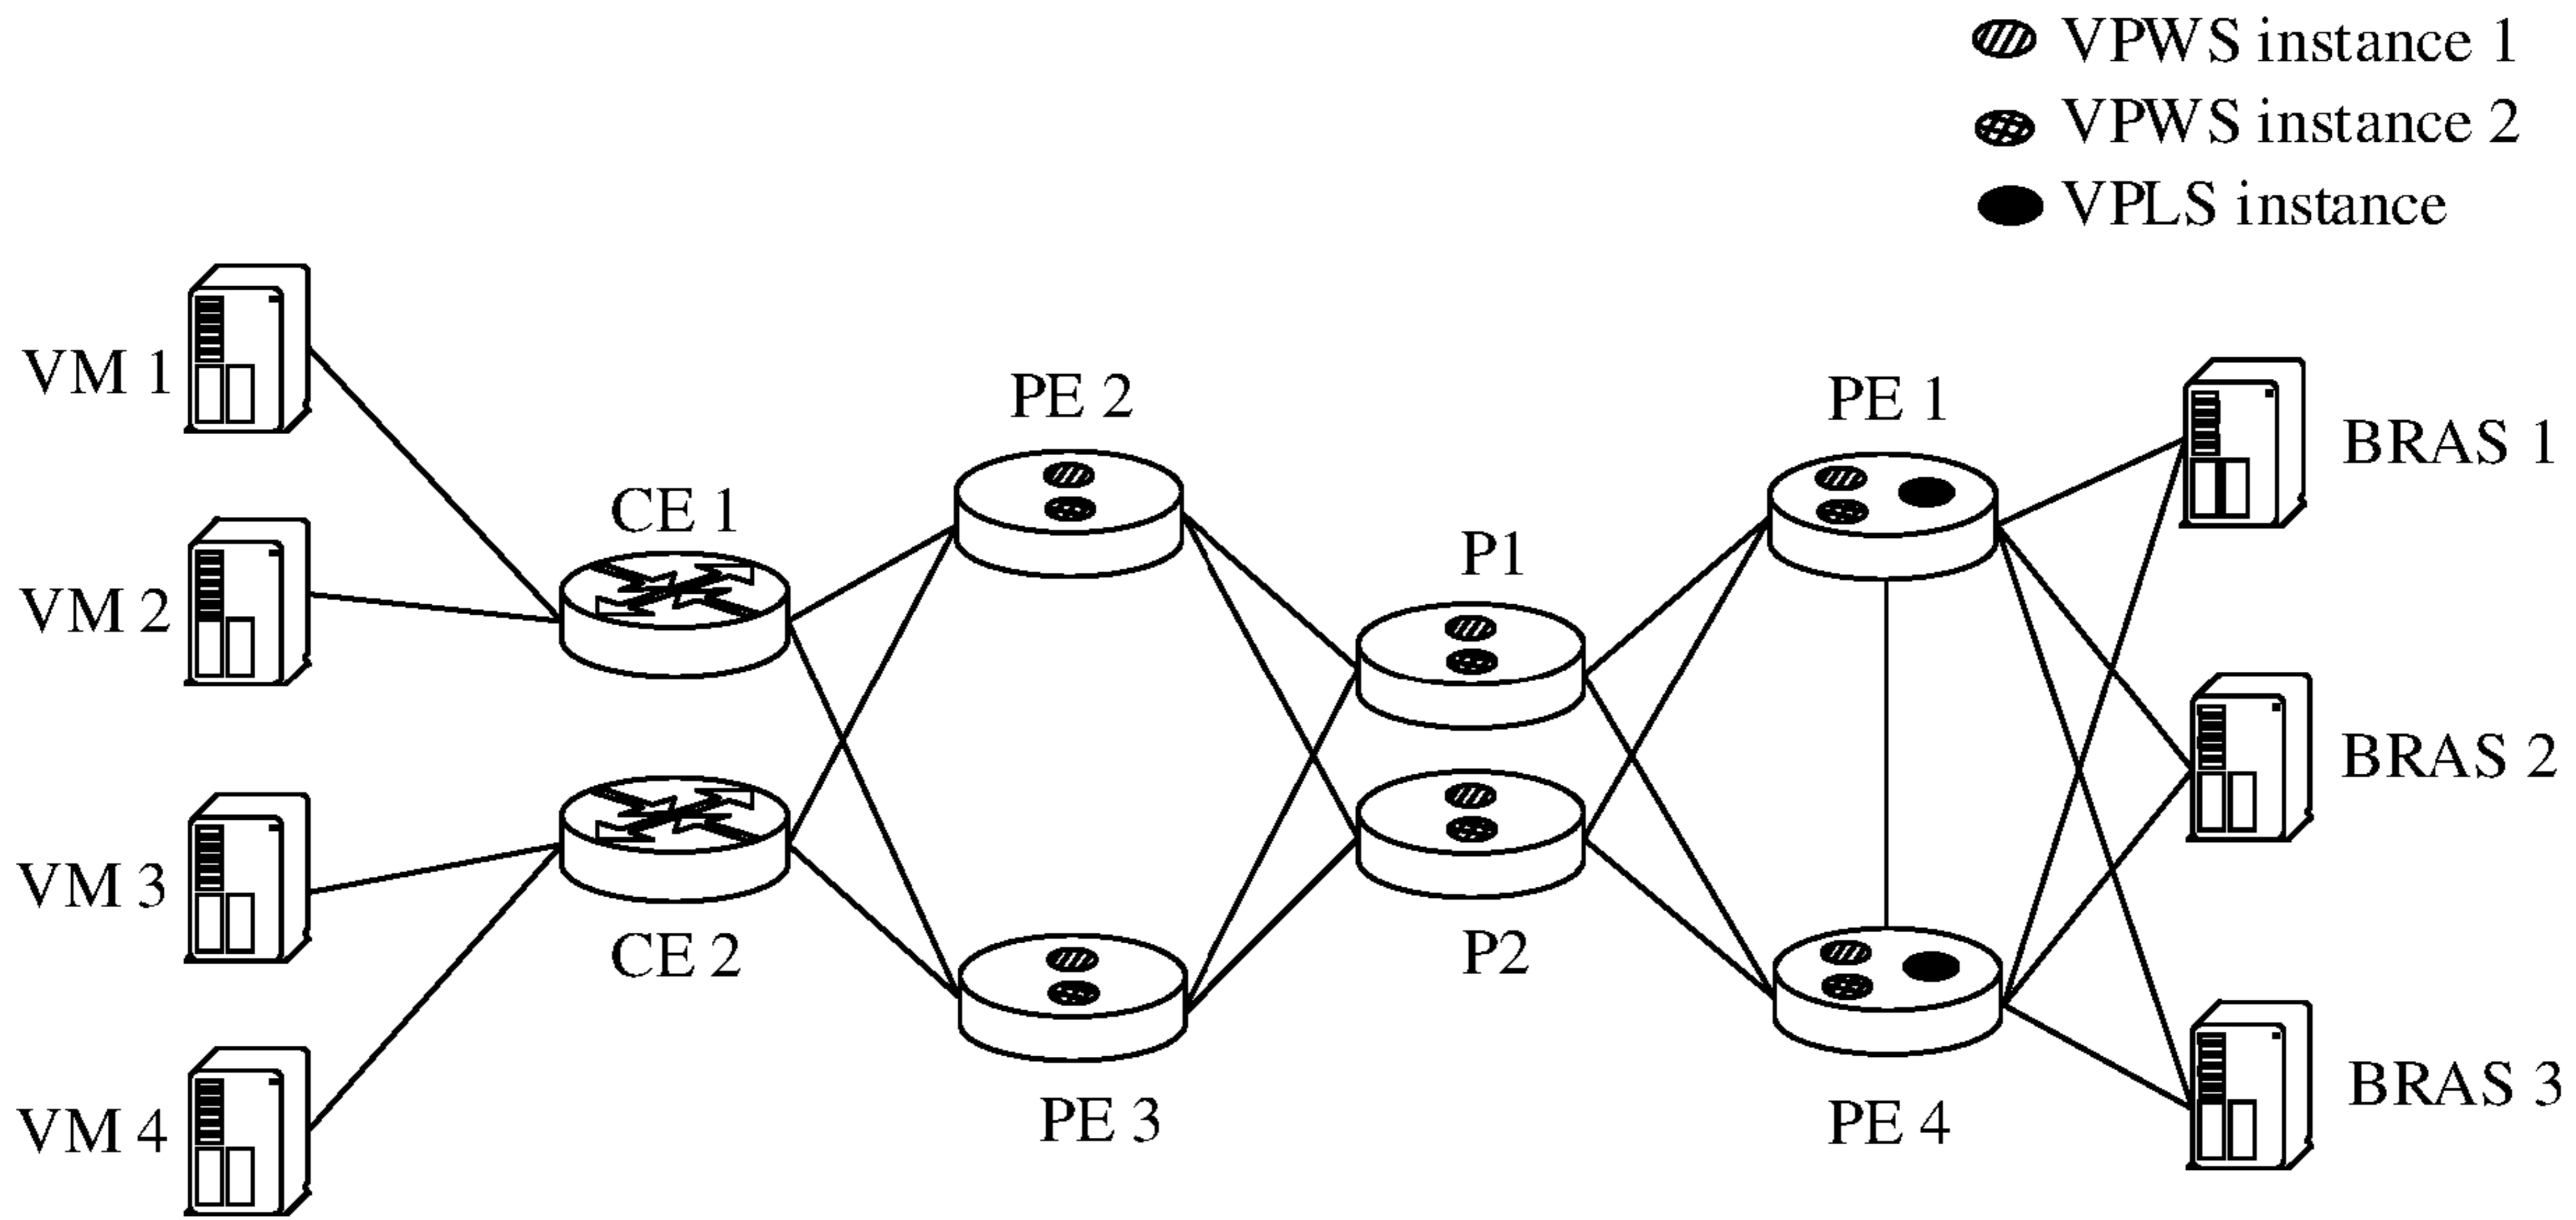 VPWS instance 1
VPWS instance 2
VPLS instance
VM 1
PE 2
PE 1
BRAS 1
CE 1
P1
VM 2
BRAS 2
VM 3
CE 2
P2
BRAS 3
VM 4
PE 3
PE 4